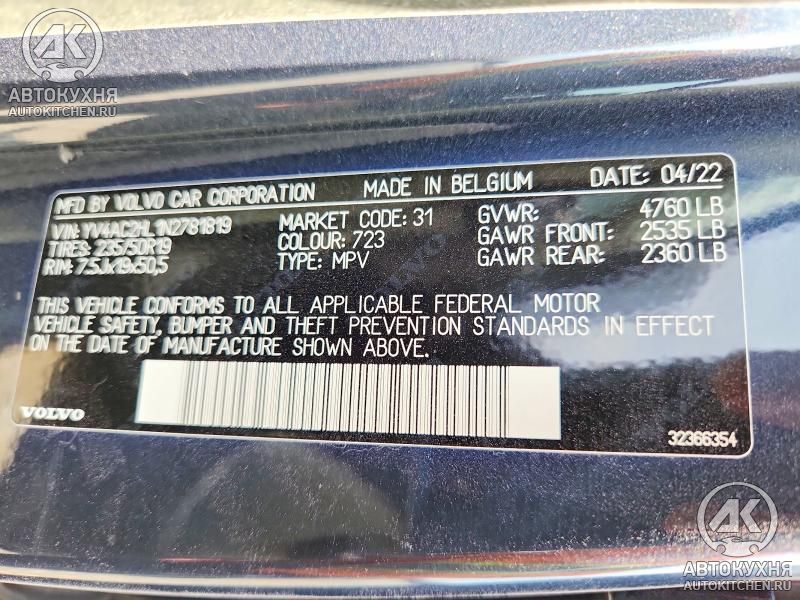 AK
АВТОКУХНЯ
AUTOKITCHEN.RU
MFD BY VOLVO CAR CORPORATION MADE IN BELGIUM DATE: 04/22
VIN: YV4AC2HL1N2781819 MARKET CODE: 31 GVWR: 4760 LB
TIRES: 235/50R19 COLOUR: 723 GAWR FRONT: 2535 LB
RIM: 7.5Jx19x50,5 TYPE: MPV GAWR REAR: 2360 LB
THIS VEHICLE CONFORMS TO ALL APPLICABLE FEDERAL MOTOR
VEHICLE SAFETY, BUMPER AND THEFT PREVENTION STANDARDS IN EFFECT
ON THE DATE OF MANUFACTURE SHOWN ABOVE.
VOLVO
32366354
AK
АВТОКУХНЯ
AUTOKITCHEN.RU